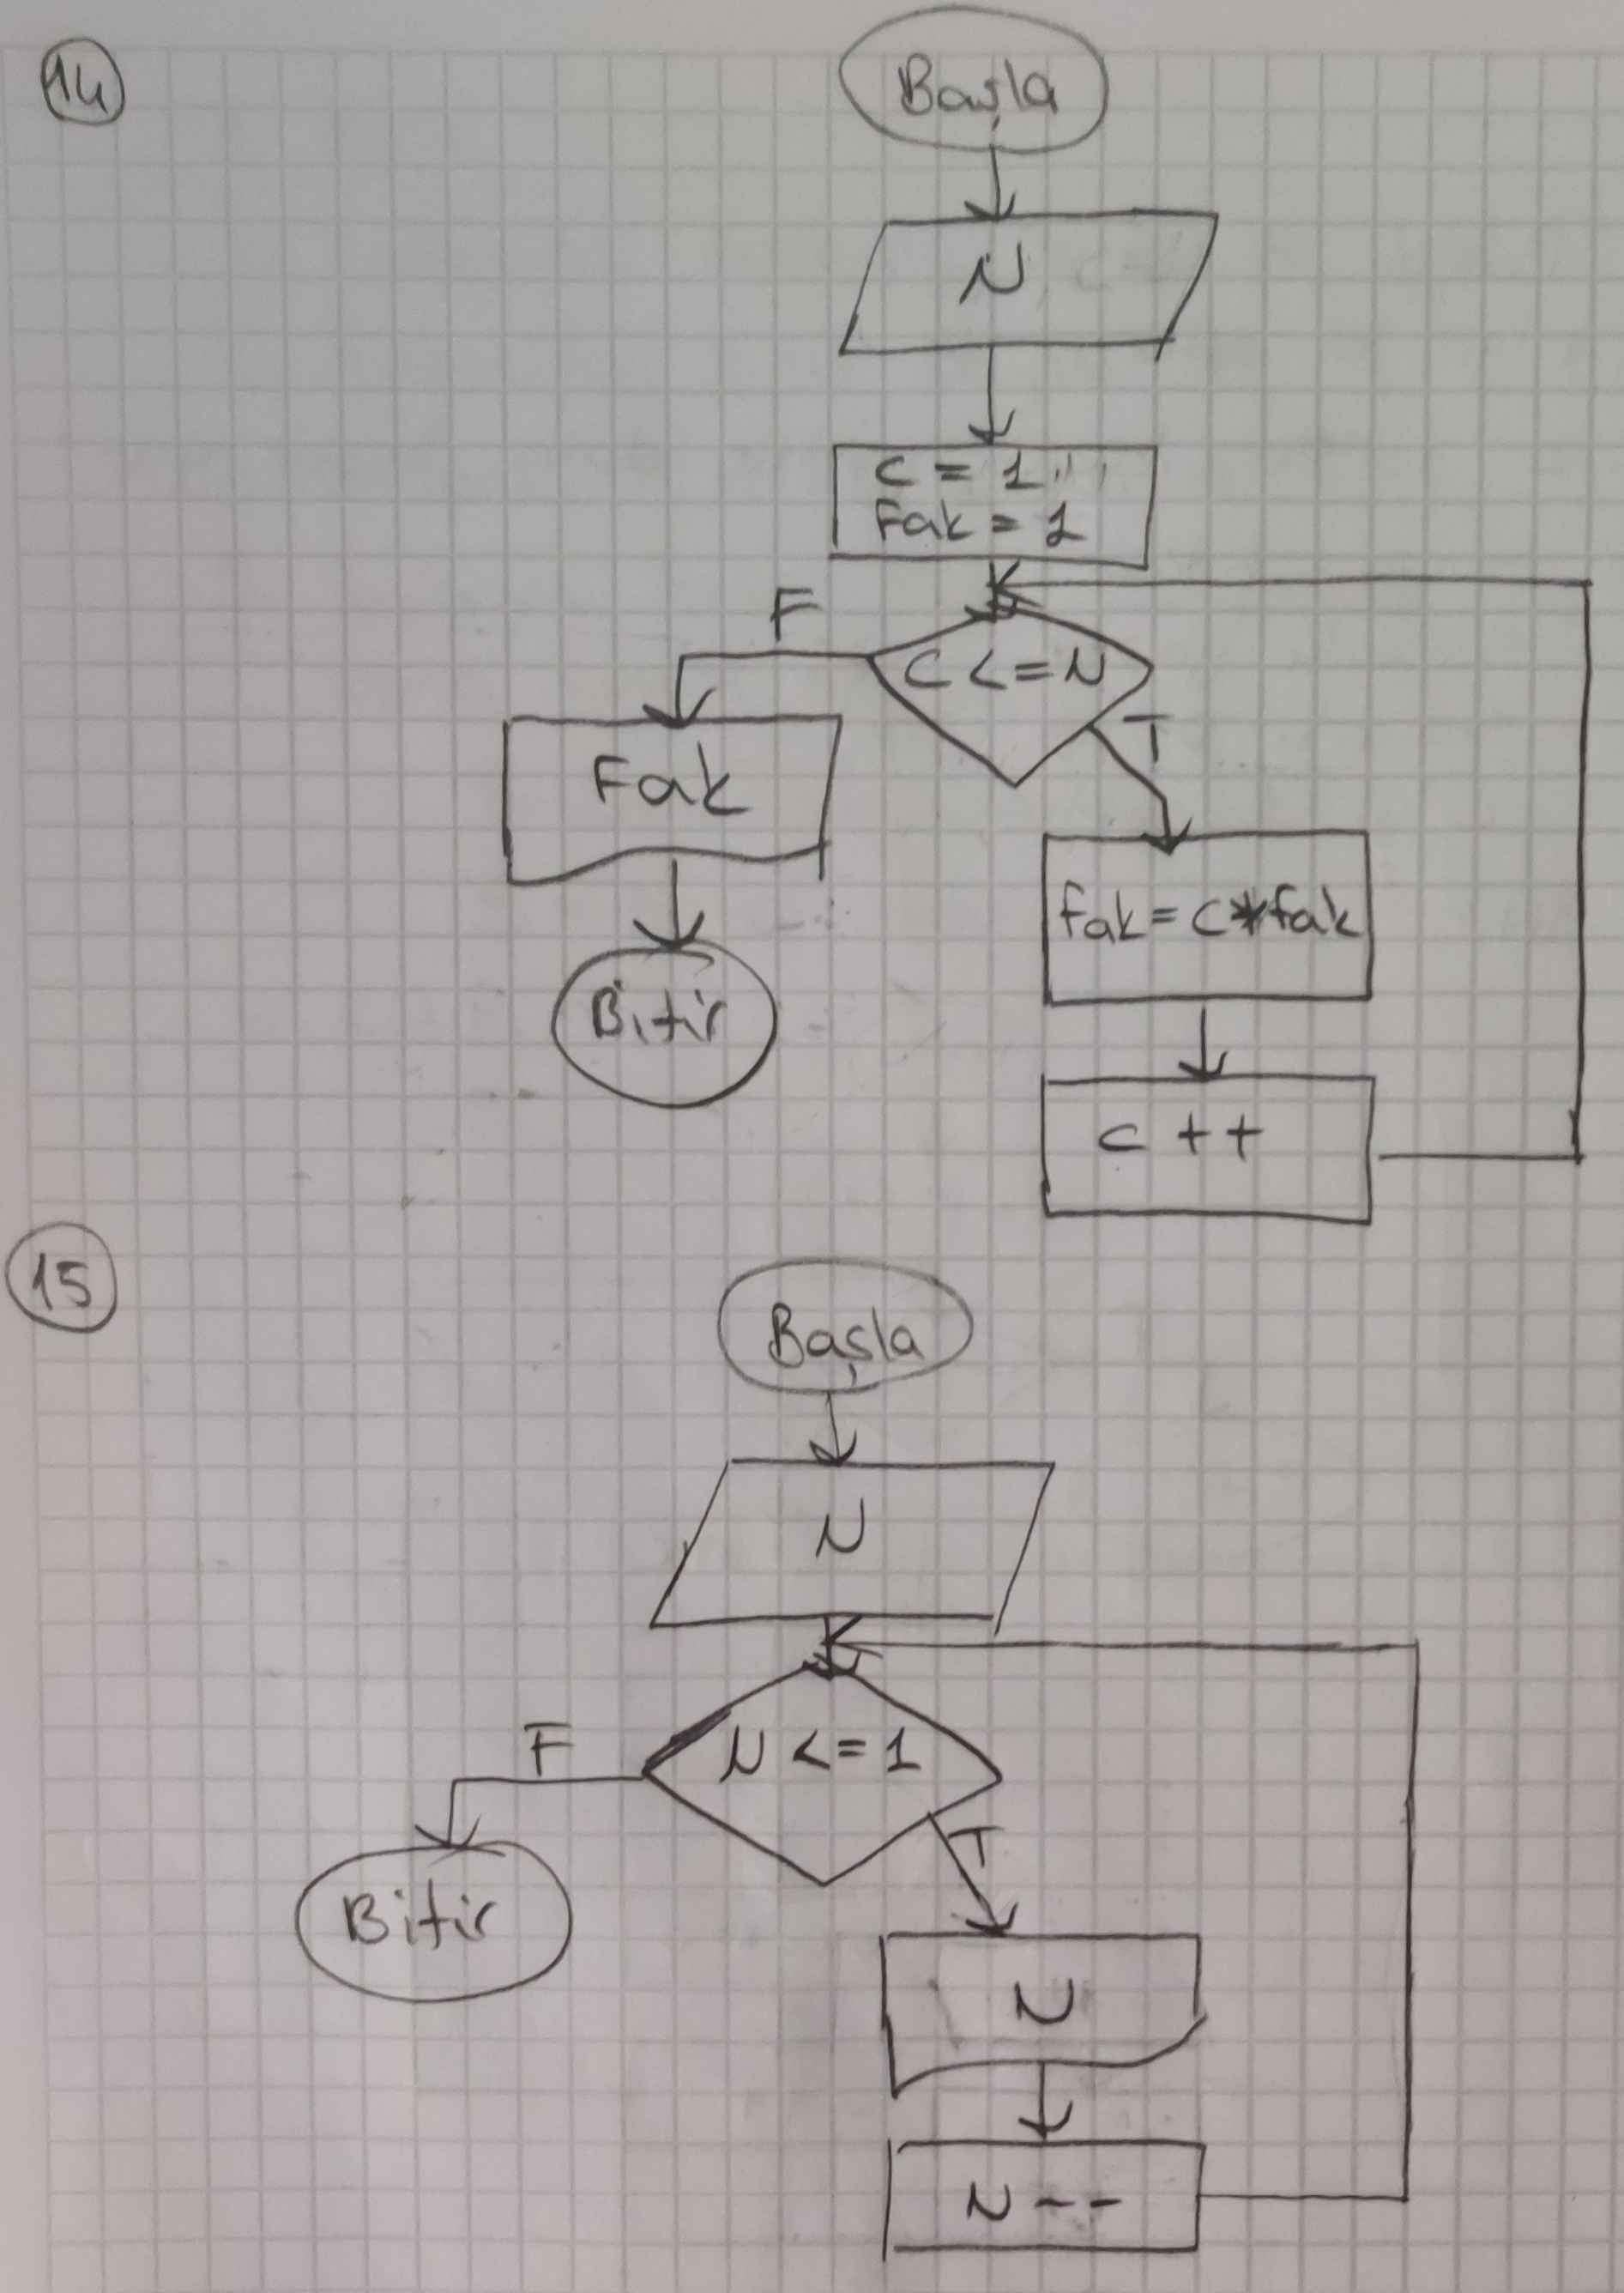 14
Başla
N
C = 1
Fak = 1
C <= N
F
T
Fak
fak = C * fak
Bitir
C ++
15
Başla
N
N <= 1
F
T
Bitir
N
N --